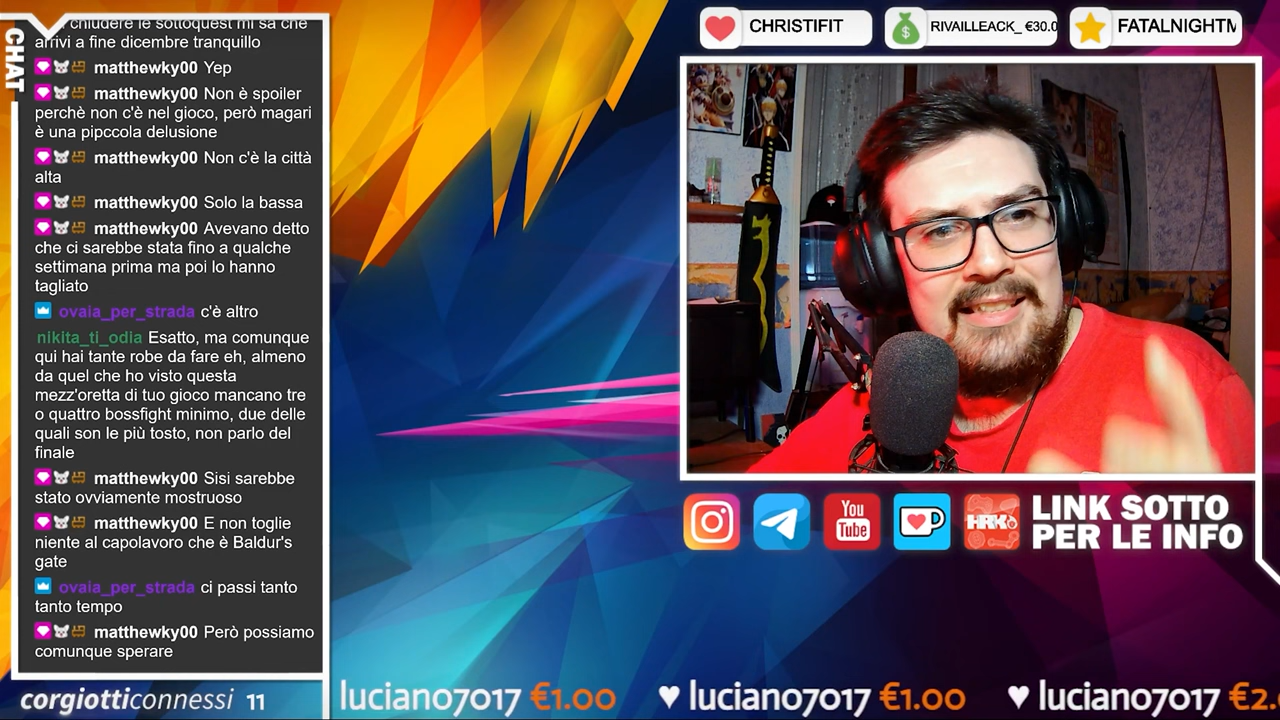 CHAT
chiudere le sottoquest mi sa che
arrivi a fine dicembre tranquillo
matthewky00 Yep
matthewky00 Non è spoiler
perchè non c'è nel gioco, però magari
è una pipccola delusione
matthewky00 Non c'è la città
alta
matthewky00 Solo la bassa
matthewky00 Avevano detto
che ci sarebbe stata fino a qualche
settimana prima ma poi lo hanno
tagliato
ovaia_per_strada c'è altro
nikita_ti_odia Esatto, ma comunque
qui hai tante robe da fare eh, almeno
da quel che ho visto questa
mezz'oretta di tuo gioco mancano tre
o quattro bossfight minimo, due delle
quali son le più tosto, non parlo del
finale
matthewky00 Sisi sarebbe
stato ovviamente mostruoso
matthewky00 E non toglie
niente al capolavoro che è Baldur's
gate
ovaia_per_strada ci passi tanto
tanto tempo
matthewky00 Però possiamo
comunque sperare
corgiotticonnessi 11
CHRISTIFIT
RIVAILLEACK_ €30.0
FATALNIGHTM
You
Tube
HRK
LINK SOTTO
PER LE INFO
luciano7017 €1.00 ♥ luciano7017 €1.00 ♥ luciano7017 €2.